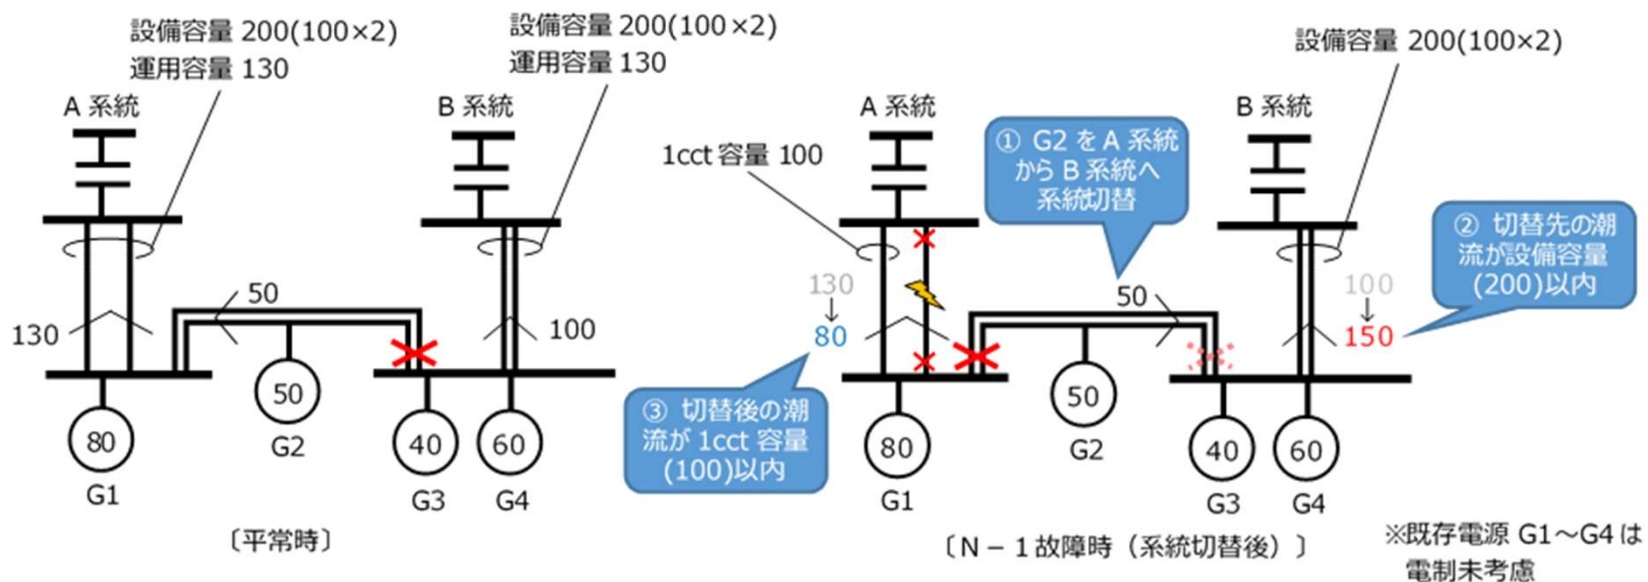 設備容量 200(100×2)
運用容量 130
A 系統
設備容量 200(100×2)
運用容量 130
B 系統
130
50
100
80
G1
50
G2
40
G3
60
G4
〔平常時〕
設備容量 200(100×2)
A 系統
B 系統
1cct 容量 100
① G2 を A 系統
から B 系統へ
系統切替
② 切替先の潮
流が設備容量
(200)以内
130
↓
80
50
100
↓
150
③ 切替後の潮
流が 1cct 容量
(100)以内
80
G1
50
G2
40
G3
60
G4
〔N－1故障時（系統切替後）〕
※既存電源 G1～G4 は
電制未考慮